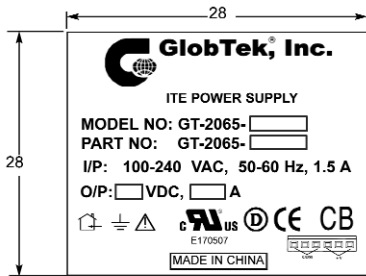 28
28
GlobTek®, Inc.
ITE POWER SUPPLY
MODEL NO: GT-2065-
PART NO: GT-2065-
I/P: 100-240 VAC, 50-60 Hz, 1.5 A
O/P: VDC, A
c RU US D CE CB
E170507
MADE IN CHINA